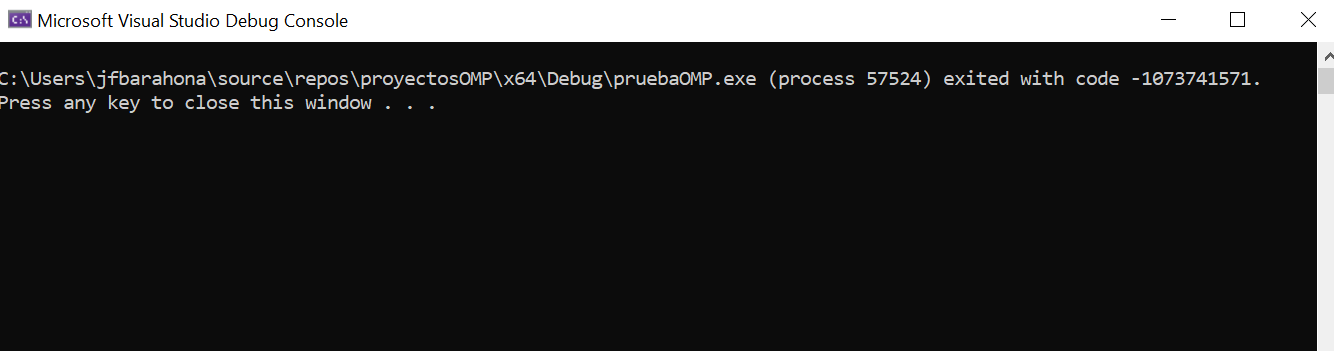 Microsoft Visual Studio Debug Console
C:\Users\jfbarahona\source\repos\proyectosOMP\x64\Debug\pruebaOMP.exe (process 57524) exited with code -1073741571.
Press any key to close this window . . .